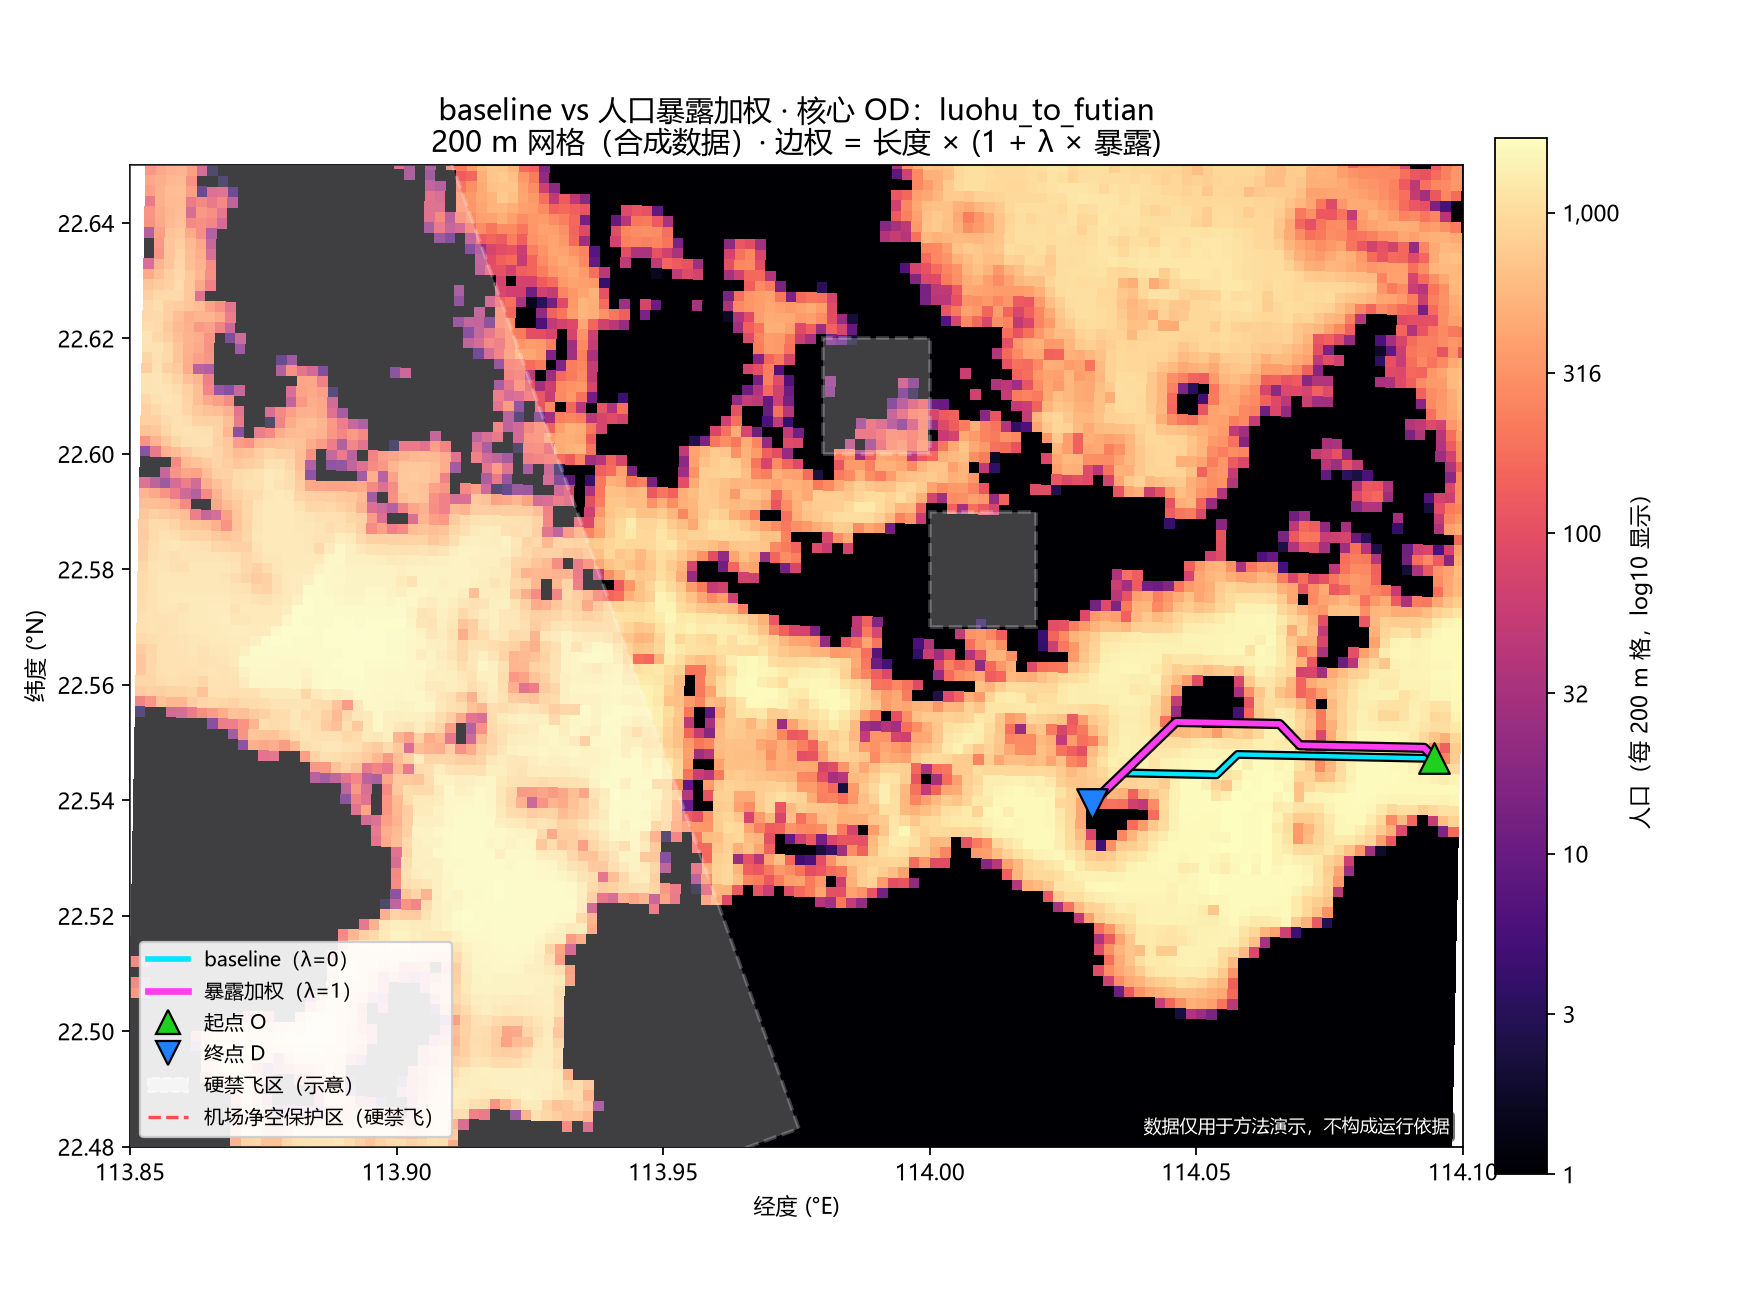 baseline vs 人口暴露加权 · 核心 OD：luohu_to_futian
200 m 网格（合成数据）· 边权 = 长度 × (1 + λ × 暴露)
纬度 (°N)
22.64
22.62
22.60
22.58
22.56
22.54
22.52
22.50
22.48
113.85
113.90
113.95
114.00
114.05
114.10
经度 (°E)
baseline（λ=0）
暴露加权（λ=1）
起点 O
终点 D
硬禁飞区（示意）
机场净空保护区（硬禁飞）
数据仅用于方法演示，不构成运行依据
1,000
316
100
32
10
3
1
人口（每 200 m 格，log10 显示）